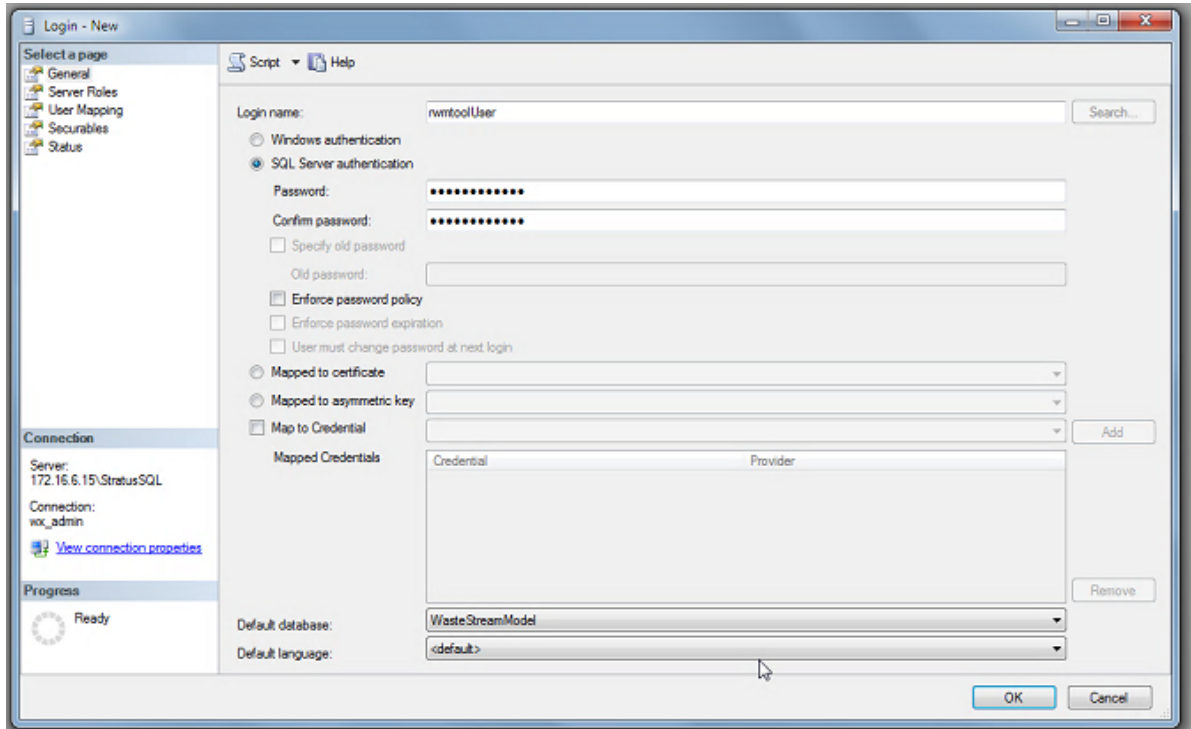 Login - New
Select a page
General
Server Roles
User Mapping
Securables
Status
Script Help
Login name: rwmtoolUser Search...
Windows authentication
SQL Server authentication
Password: ●●●●●●●●●●●●
Confirm password: ●●●●●●●●●●●●
Specify old password
Old password:
Enforce password policy
Enforce password expiration
User must change password at next login
Mapped to certificate
Mapped to asymmetric key
Map to Credential Add
Mapped Credentials Credential Provider
Remove
Default database: WasteStreamModel
Default language: <default>
Connection
Server:
172.16.6.15\StratusSQL
Connection:
wx_admin
View connection properties
Progress
Ready
OK Cancel